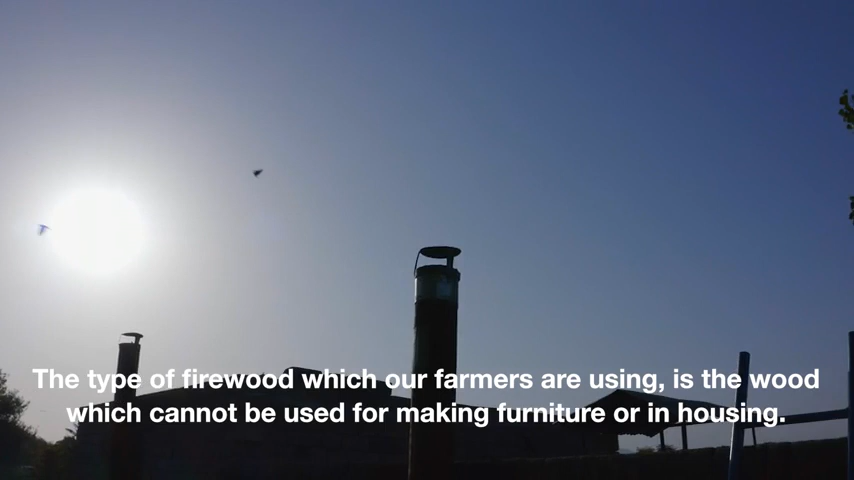 The type of firewood which our farmers are using, is the wood
which cannot be used for making furniture or in housing.